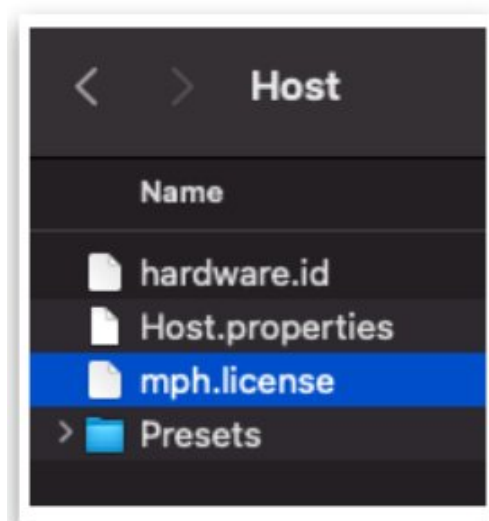 Host
Name
hardware.id
Host.properties
mph.license
Presets